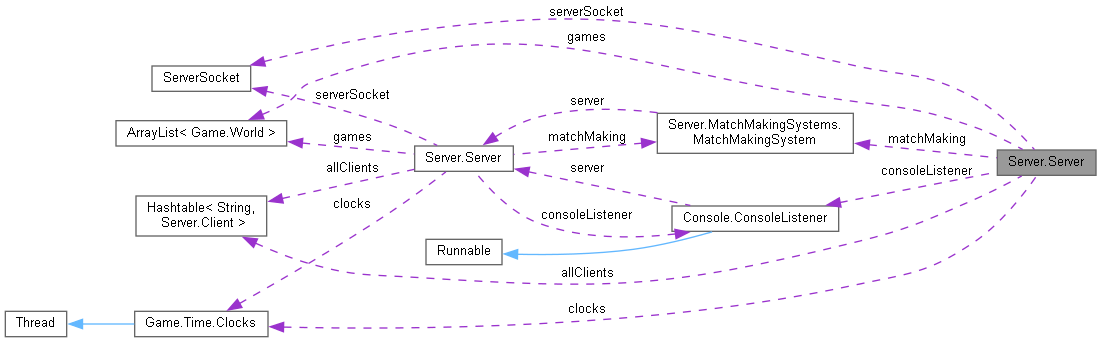 serverSocket
games
ServerSocket
serverSocket
server
ArrayList< Game.World >
games
matchMaking
Server.MatchMakingSystems.
MatchMakingSystem
matchMaking
Server.Server
Server.Server
allClients
server
consoleListener
Hashtable< String,
Server.Client >
clocks
consoleListener
Console.ConsoleListener
Runnable
allClients
clocks
Thread
Game.Time.Clocks